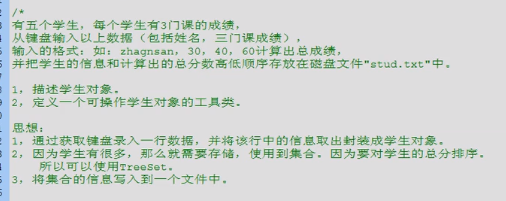 /*
有五个学生，每个学生有3门课的成绩，
从键盘输入以上数据（包括姓名，三门课成绩），
输入的格式：如：zhagnsan，30，40，60计算出总成绩，
并把学生的信息和计算出的总分数高低顺序存放在磁盘文件"stud.txt"中。
1，描述学生对象。
2，定义一个可操作学生对象的工具类。
思想：
1，通过获取键盘录入一行数据，并将该行中的信息取出封装成学生对象。
2，因为学生有很多，那么就需要存储，使用到集合。因为要对学生的总分排序。
所以可以使用TreeSet。
3，将集合的信息写入到一个文件中。